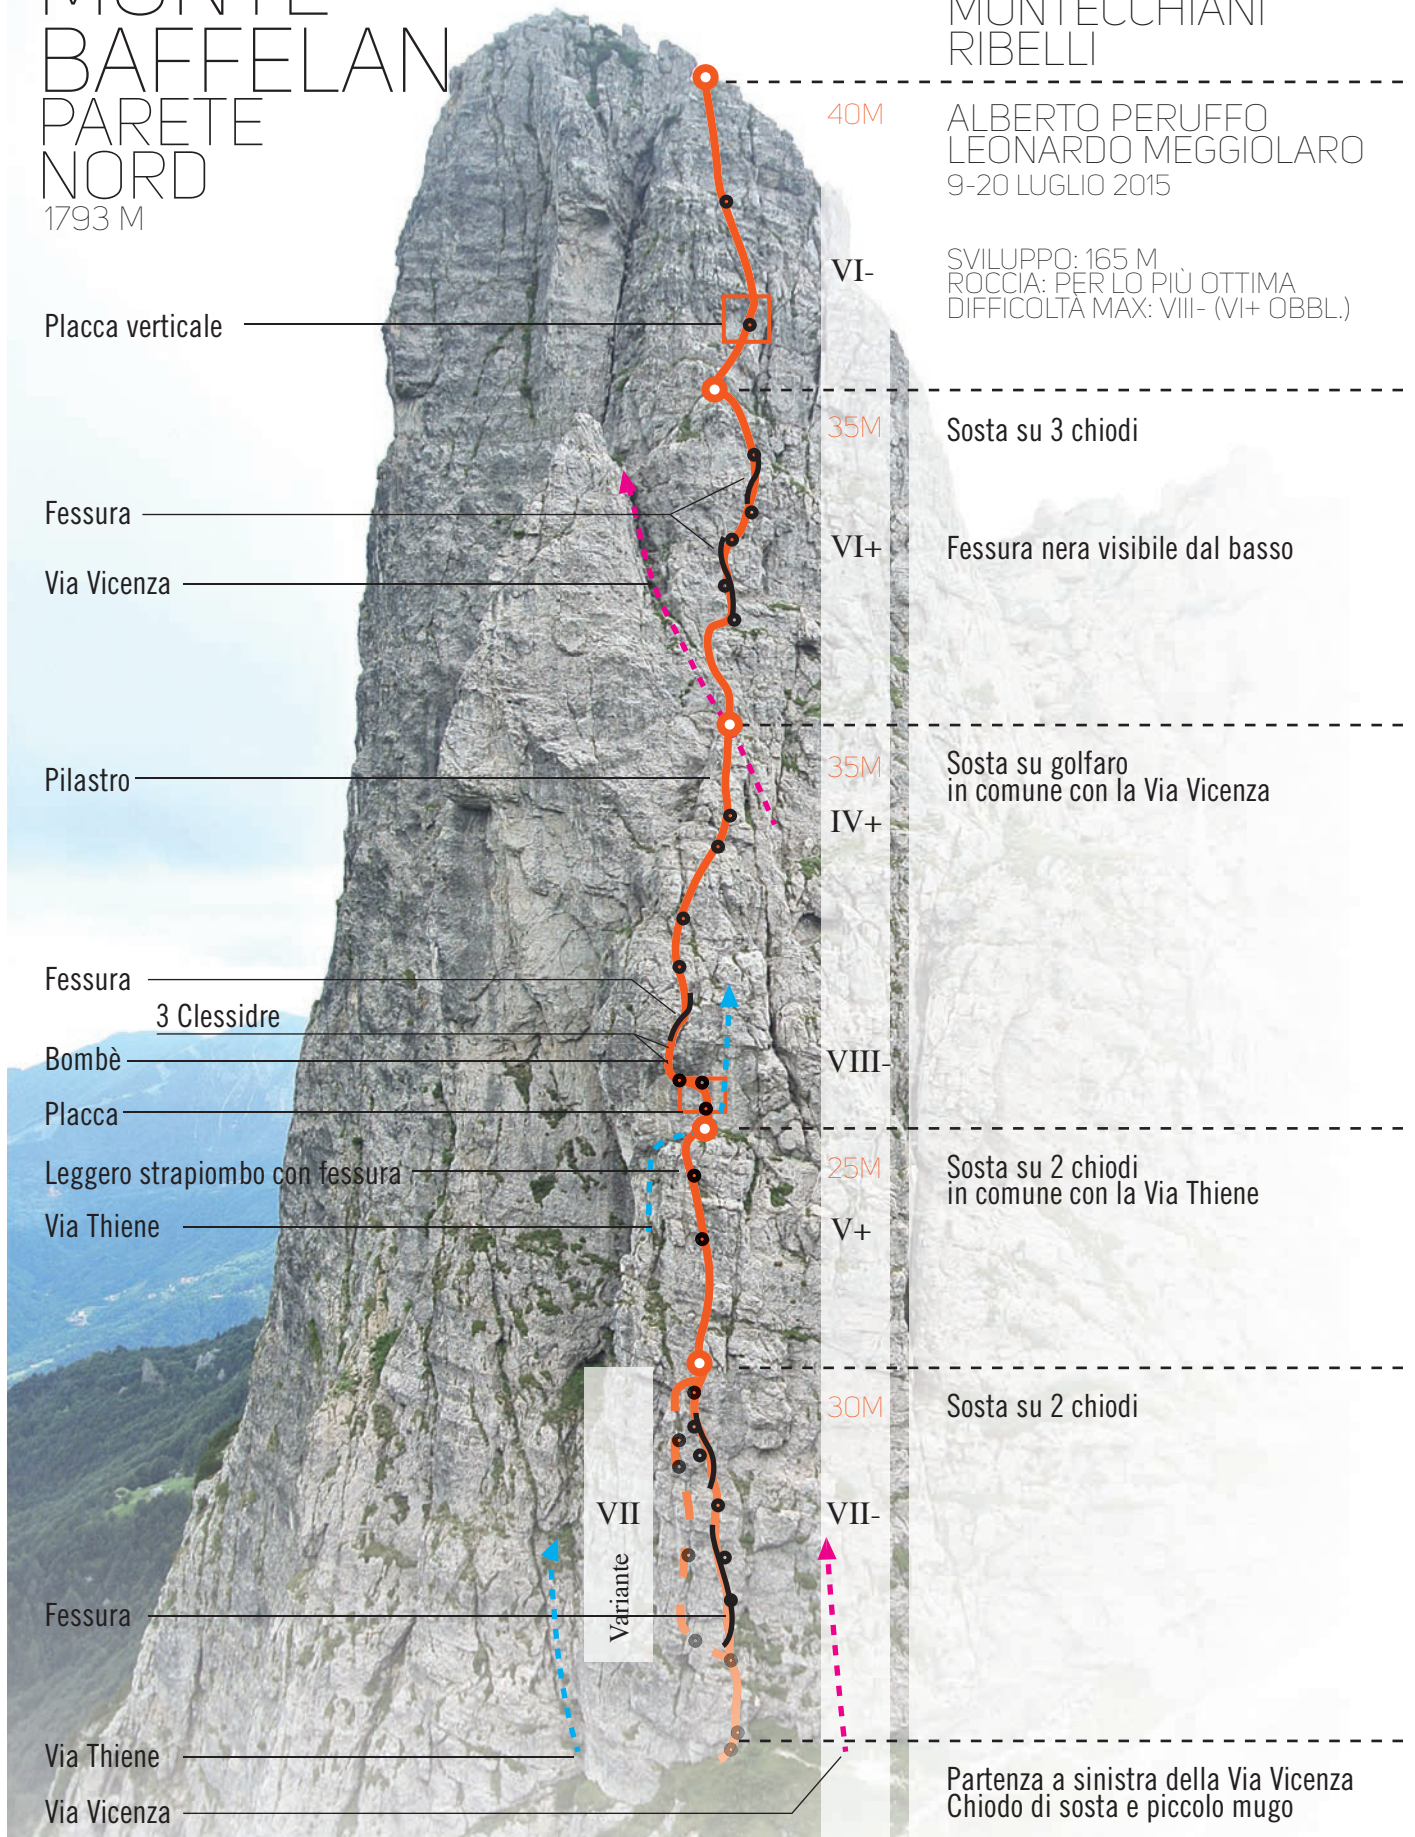 MONTE
BAFFELAN
PARETE
NORD
1793 M
MONTECCHIANI
RIBELLI
ALBERTO PERUFFO
LEONARDO MEGGIOLARO
9-20 LUGLIO 2015
SVILUPPO: 165 M
ROCCIA: PER LO PIÙ OTTIMA
DIFFICOLTÀ MAX: VIII- (VI+ OBBL.)
40M
VI-
Placca verticale
35M
Sosta su 3 chiodi
Fessura
VI+
Fessura nera visibile dal basso
Via Vicenza
Pilastro
35M
Sosta su golfaro
in comune con la Via Vicenza
IV+
Fessura
3 Clessidre
Bombè
VIII-
Placca
Leggero strapiombo con fessura
25M
Sosta su 2 chiodi
in comune con la Via Thiene
Via Thiene
V+
30M
Sosta su 2 chiodi
VII
Variante
VII-
Fessura
Via Thiene
Via Vicenza
Partenza a sinistra della Via Vicenza
Chiodo di sosta e piccolo mugo